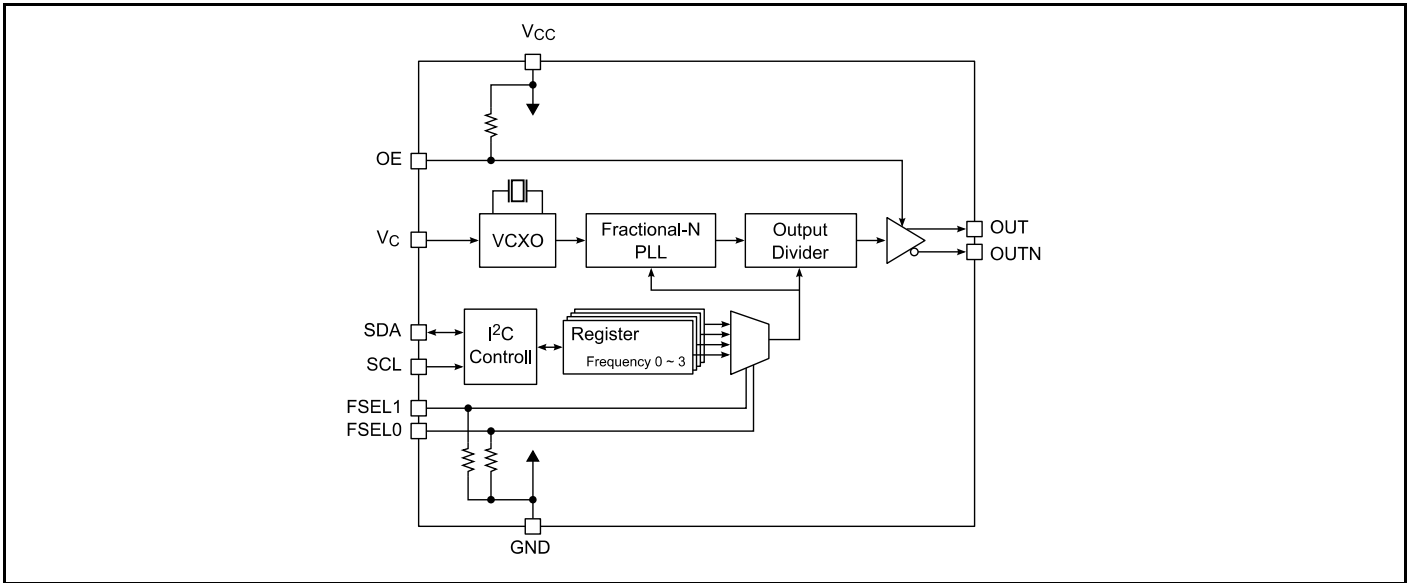 VCC
OE
VC
VCXO
Fractional-N
PLL
Output
Divider
OUT
OUTN
SDA
SCL
I²C
Controll
Register
Frequency 0 ~ 3
FSEL1
FSEL0
GND